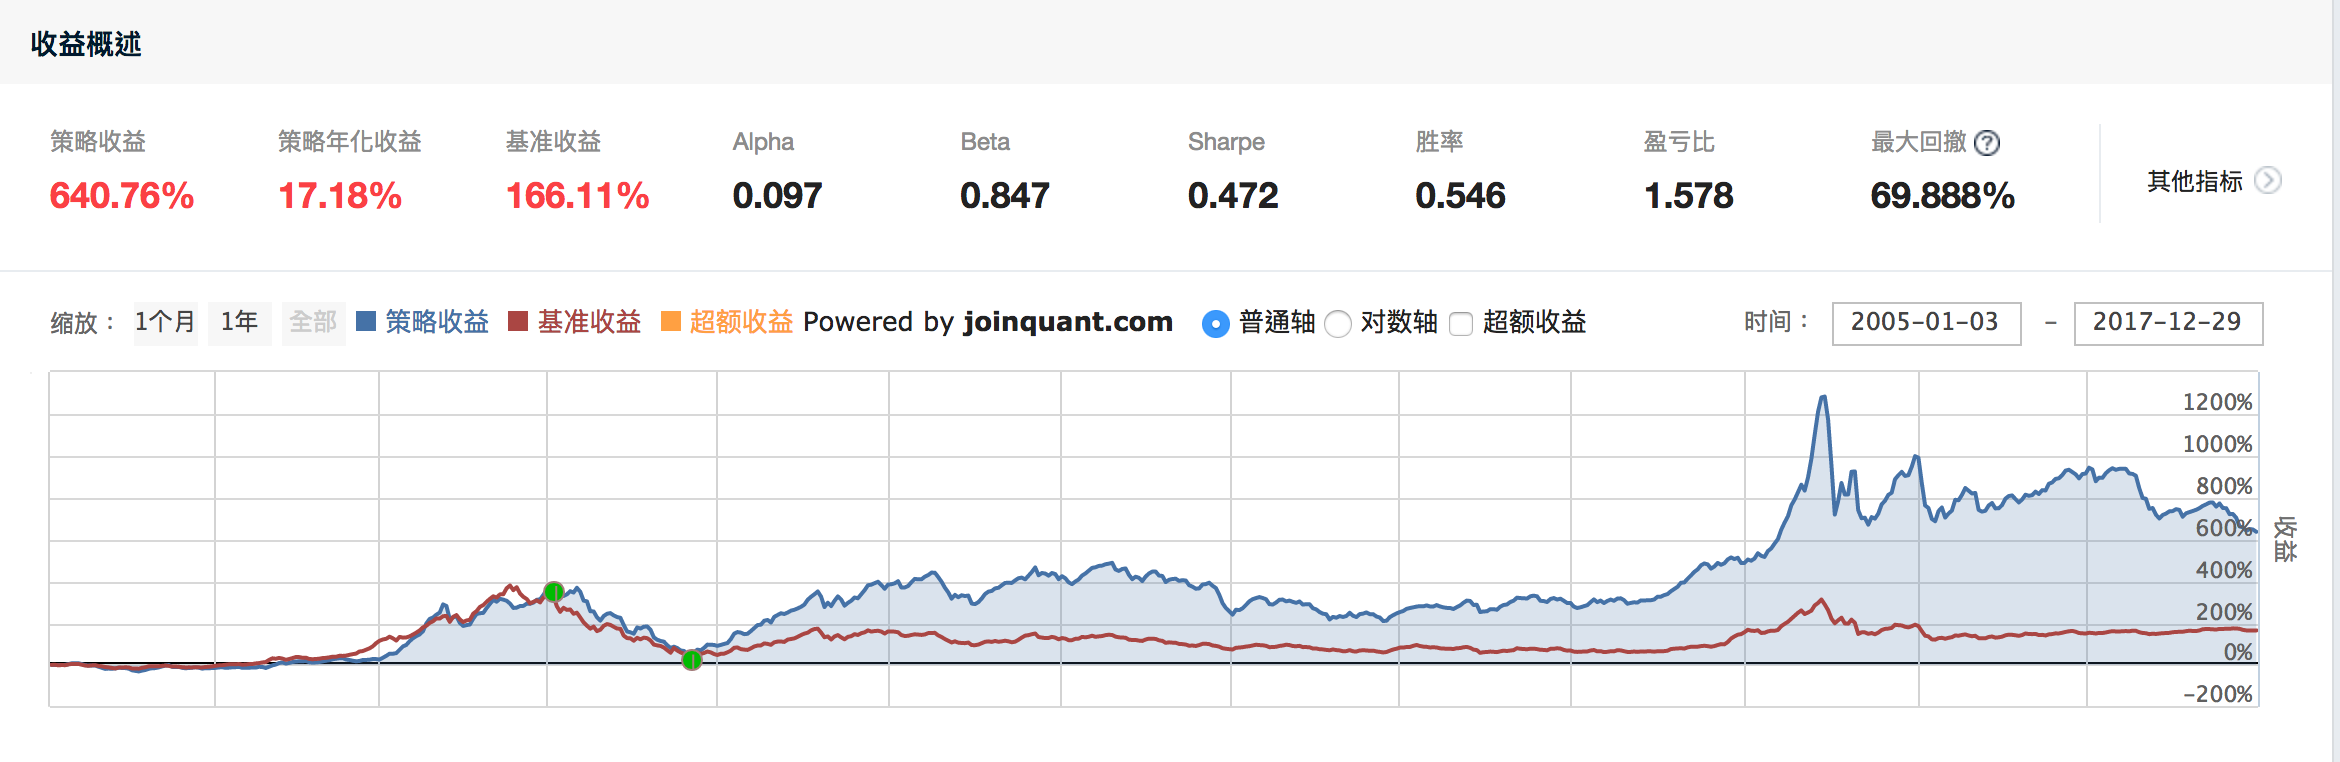 收益概述
策略收益 策略年化收益 基准收益 Alpha Beta Sharpe 胜率 盈亏比 最大回撤 ?
640.76% 17.18% 166.11% 0.097 0.847 0.472 0.546 1.578 69.888%
其他指标
缩放： 1个月 1年 全部 策略收益 基准收益 超额收益 Powered by joinquant.com 普通轴 对数轴 超额收益 时间： 2005-01-03 - 2017-12-29
1200%
1000%
800%
600%
400%
200%
0%
-200%
收益